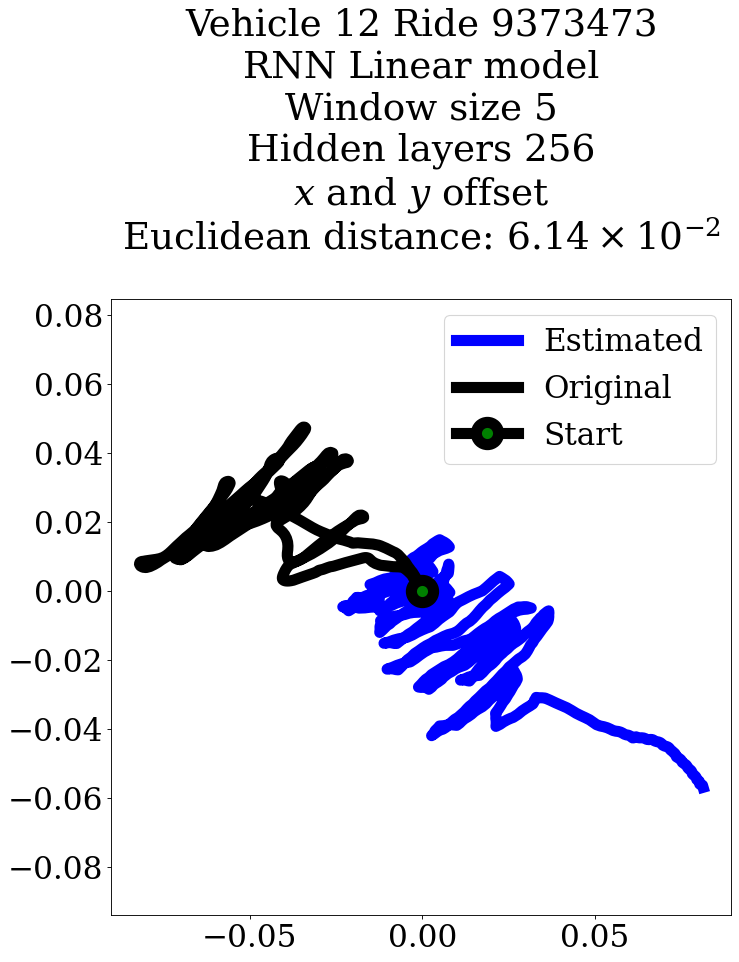 Vehicle 12 Ride 9373473
RNN Linear model
Window size 5
Hidden layers 256
x and y offset
Euclidean distance: 6.14 × 10⁻²
Estimated
Original
Start
0.08
0.06
0.04
0.02
0.00
−0.02
−0.04
−0.06
−0.08
−0.05 0.00 0.05